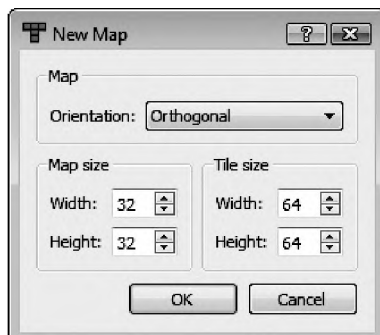 New Map
Map
Orientation: Orthogonal
Map size
Width: 32
Height: 32
Tile size
Width: 64
Height: 64
OK Cancel